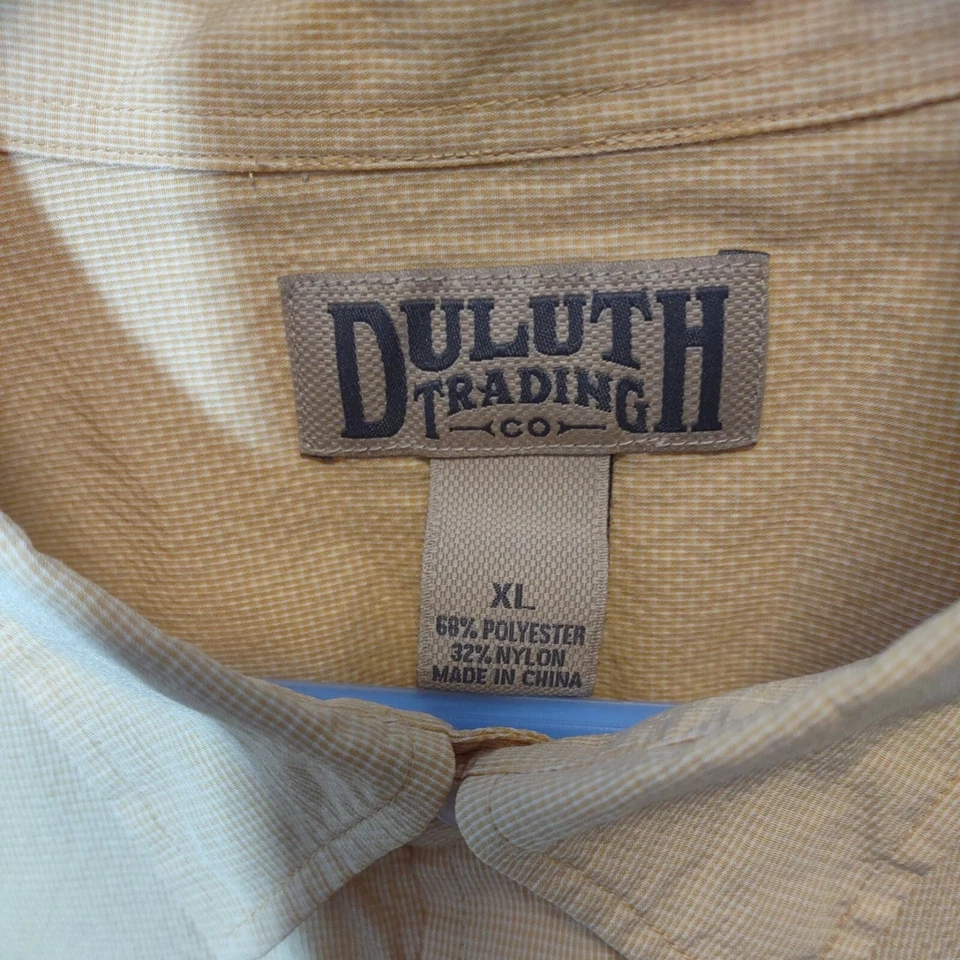 DULUTH
TRADING
CO
XL
68% POLYESTER
32% NYLON
MADE IN CHINA